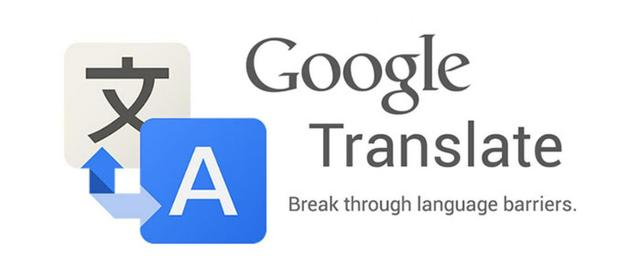 文
A
Google
Translate
Break through language barriers.